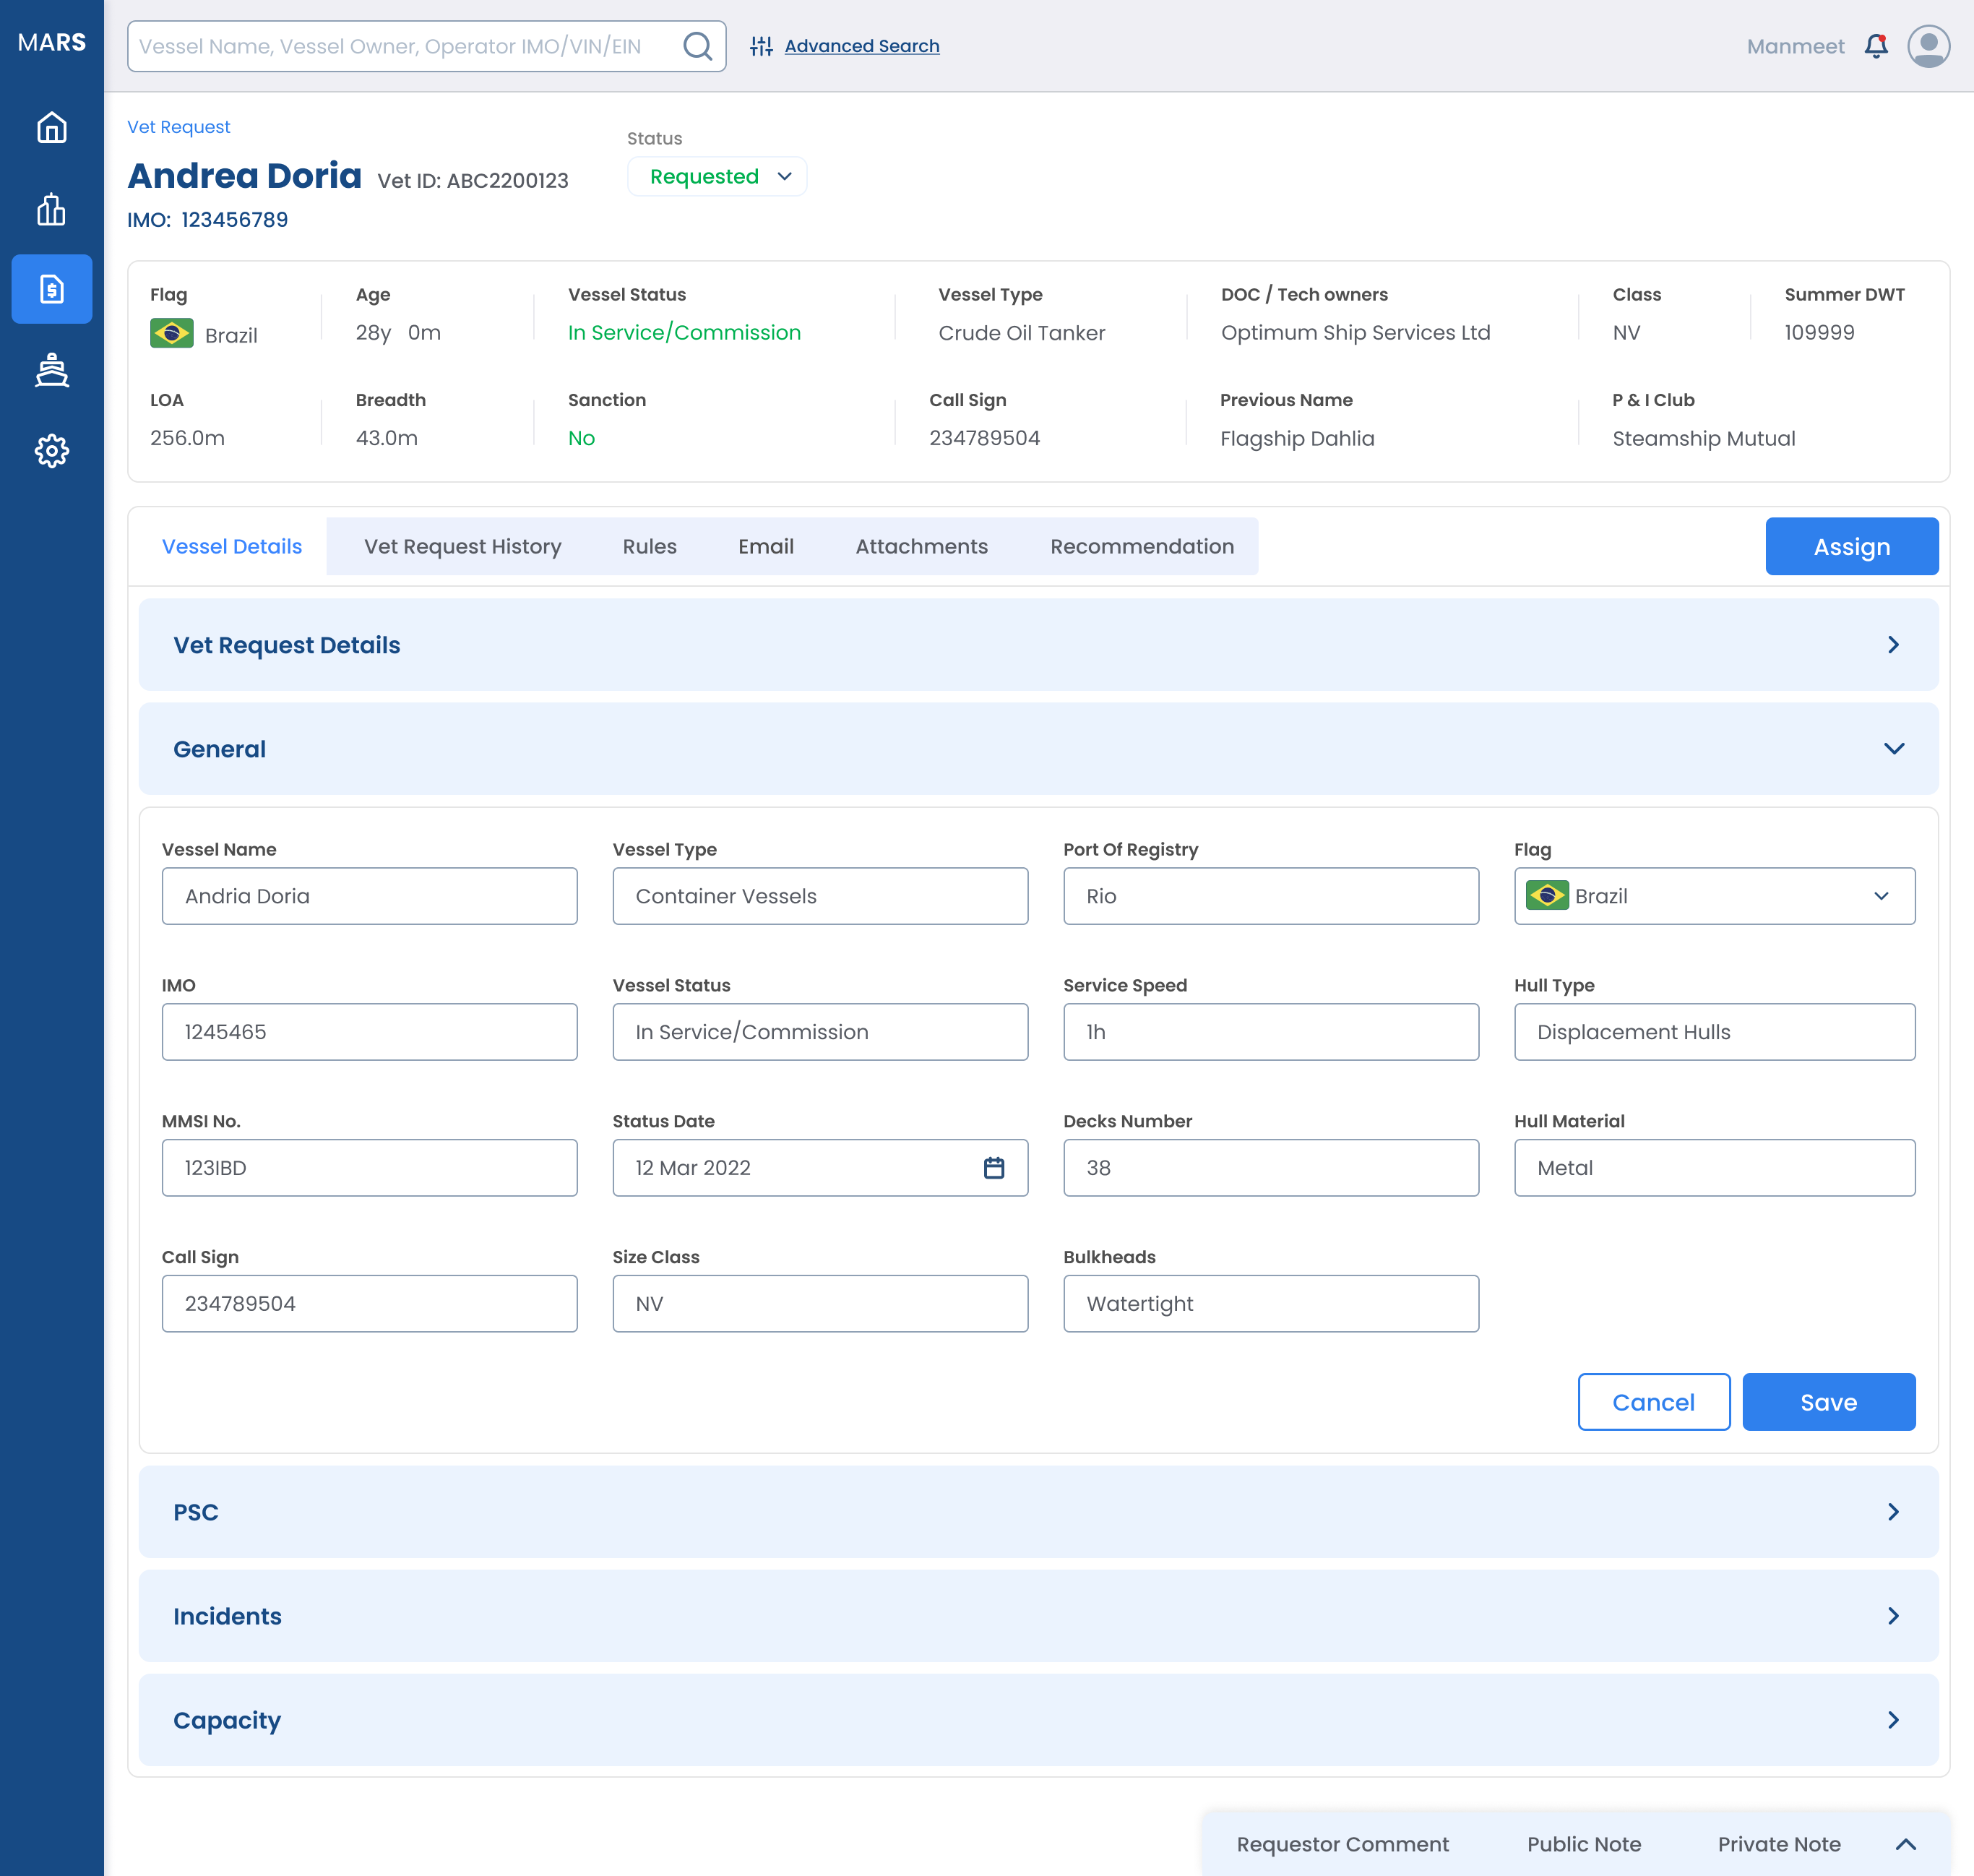 MARS
Vessel Name, Vessel Owner, Operator IMO/VIN/EIN
Advanced Search
Manmeet
Vet Request
Andrea Doria Vet ID: ABC2200123
IMO: 123456789
Status
Requested
Flag Age Vessel Status Vessel Type DOC / Tech owners Class Summer DWT
Brazil 28y 0m In Service/Commission Crude Oil Tanker Optimum Ship Services Ltd NV 109999
LOA Breadth Sanction Call Sign Previous Name P & I Club
256.0m 43.0m No 234789504 Flagship Dahlia Steamship Mutual
Vessel Details Vet Request History Rules Email Attachments Recommendation Assign
Vet Request Details
General
Vessel Name Vessel Type Port Of Registry Flag
Andria Doria Container Vessels Rio Brazil
IMO Vessel Status Service Speed Hull Type
1245465 In Service/Commission 1h Displacement Hulls
MMSI No. Status Date Decks Number Hull Material
123IBD 12 Mar 2022 38 Metal
Call Sign Size Class Bulkheads
234789504 NV Watertight
Cancel Save
PSC
Incidents
Capacity
Requestor Comment Public Note Private Note